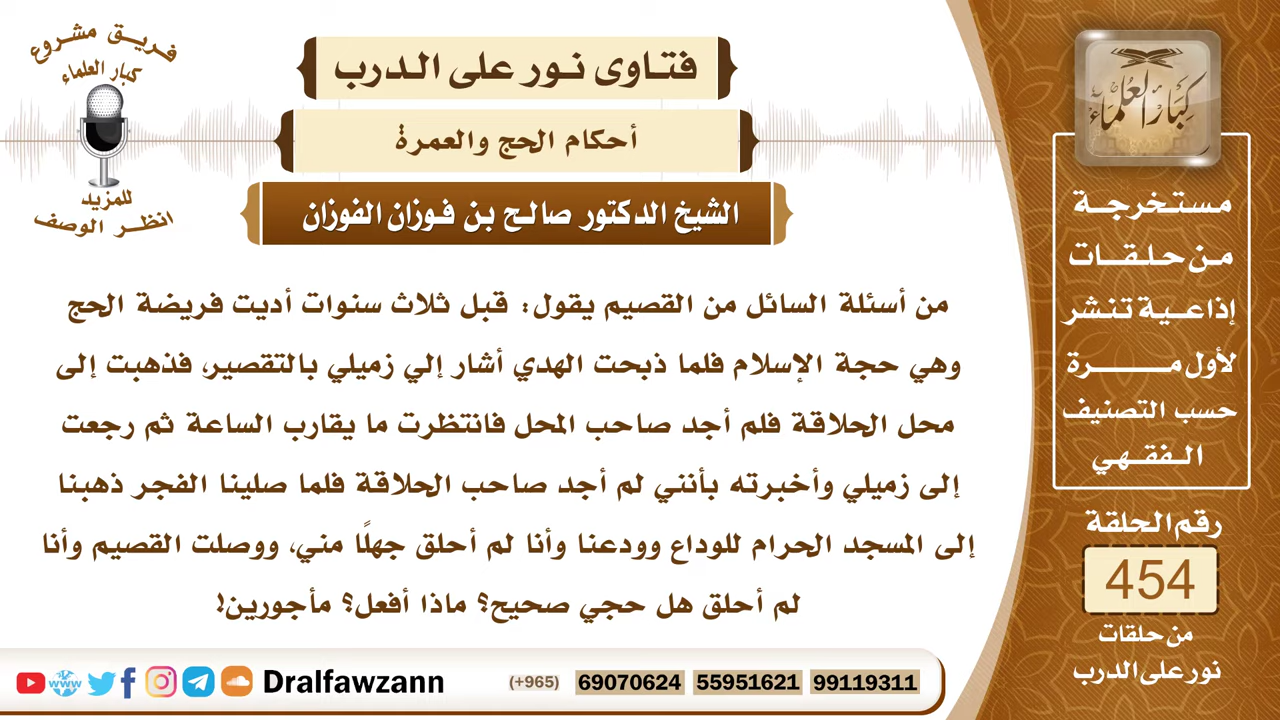 فريق مشروع
كبار العلماء
للمزيد
انظر الوصف
فتاوى نور على الدرب
أحكام الحج والعمرة
الشيخ الدكتور صالح بن فوزان الفوزان
من أسئلة السائل من القصيم يقول: قبل ثلاث سنوات أديت فريضة الحج
وهي حجة الإسلام فلما ذبحت الهدي أشار إلي زميلي بالتقصير، فذهبت إلى
محل الحلاقة فلم أجد صاحب المحل فانتظرت ما يقارب الساعة ثم رجعت
إلى زميلي وأخبرته بأنني لم أجد صاحب الحلاقة فلما صلينا الفجر ذهبنا
إلى المسجد الحرام للوداع وودعنا وأنا لم أحلق جهلًا مني، ووصلت القصيم وأنا
لم أحلق هل حجي صحيح؟ ماذا أفعل؟ مأجورين!
كبار العلماء
مستخرجة
من حلقات
إذاعية تنشر
لأول مرة
حسب التصنيف
الفقهي
رقم الحلقة
454
من حلقات
نور على الدرب
www Dralfawzann (+965) 69070624 55951621 99119311